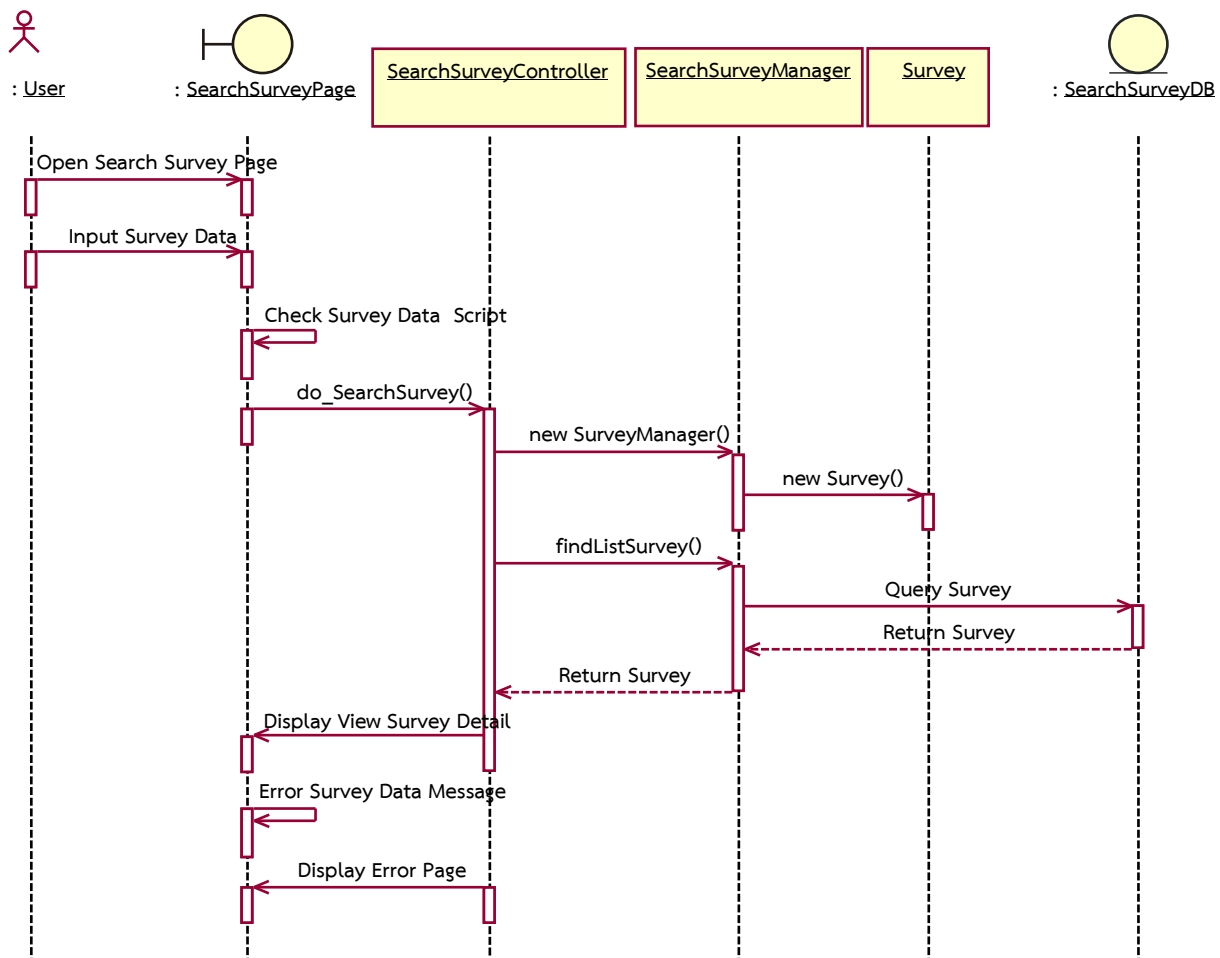 : User
: SearchSurveyPage
SearchSurveyController
SearchSurveyManager
Survey
: SearchSurveyDB
Open Search Survey Page
Input Survey Data
Check Survey Data  Script
do_SearchSurvey()
new SurveyManager()
new Survey()
findListSurvey()
Query Survey
Return Survey
Return Survey
Display View Survey Detail
Error Survey Data Message
Display Error Page